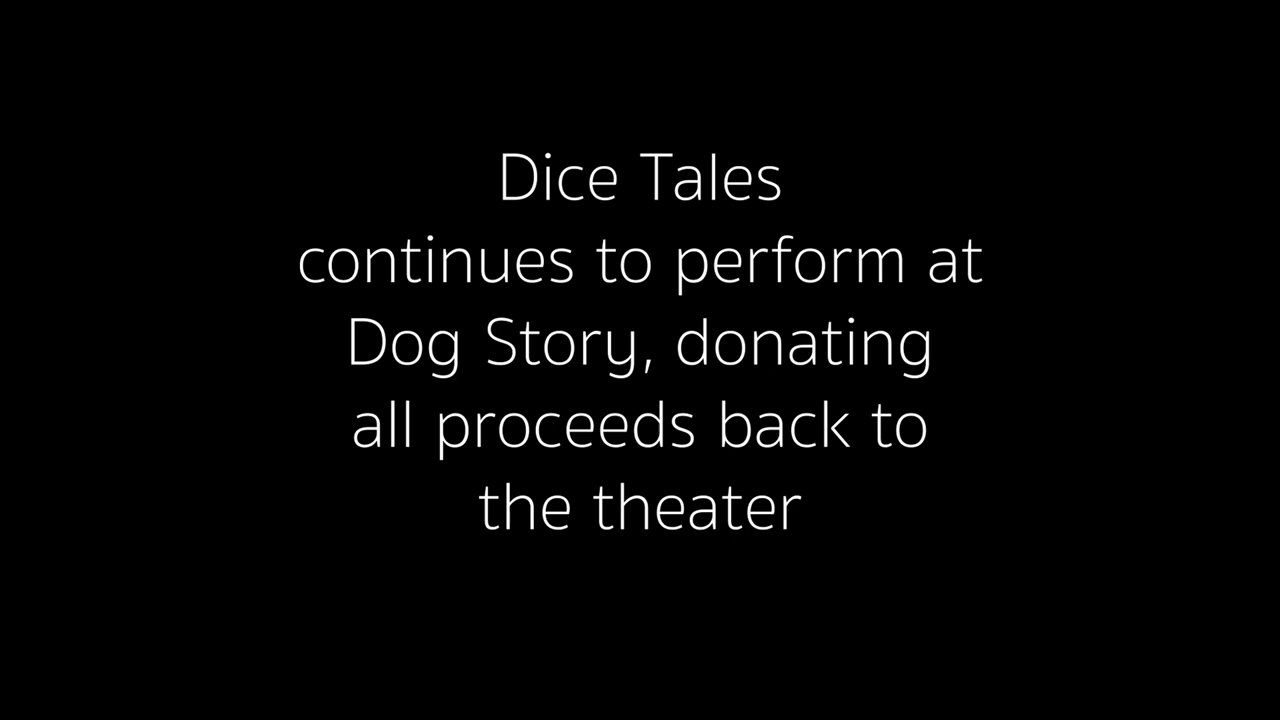 Dice Tales
continues to perform at
Dog Story, donating
all proceeds back to
the theater